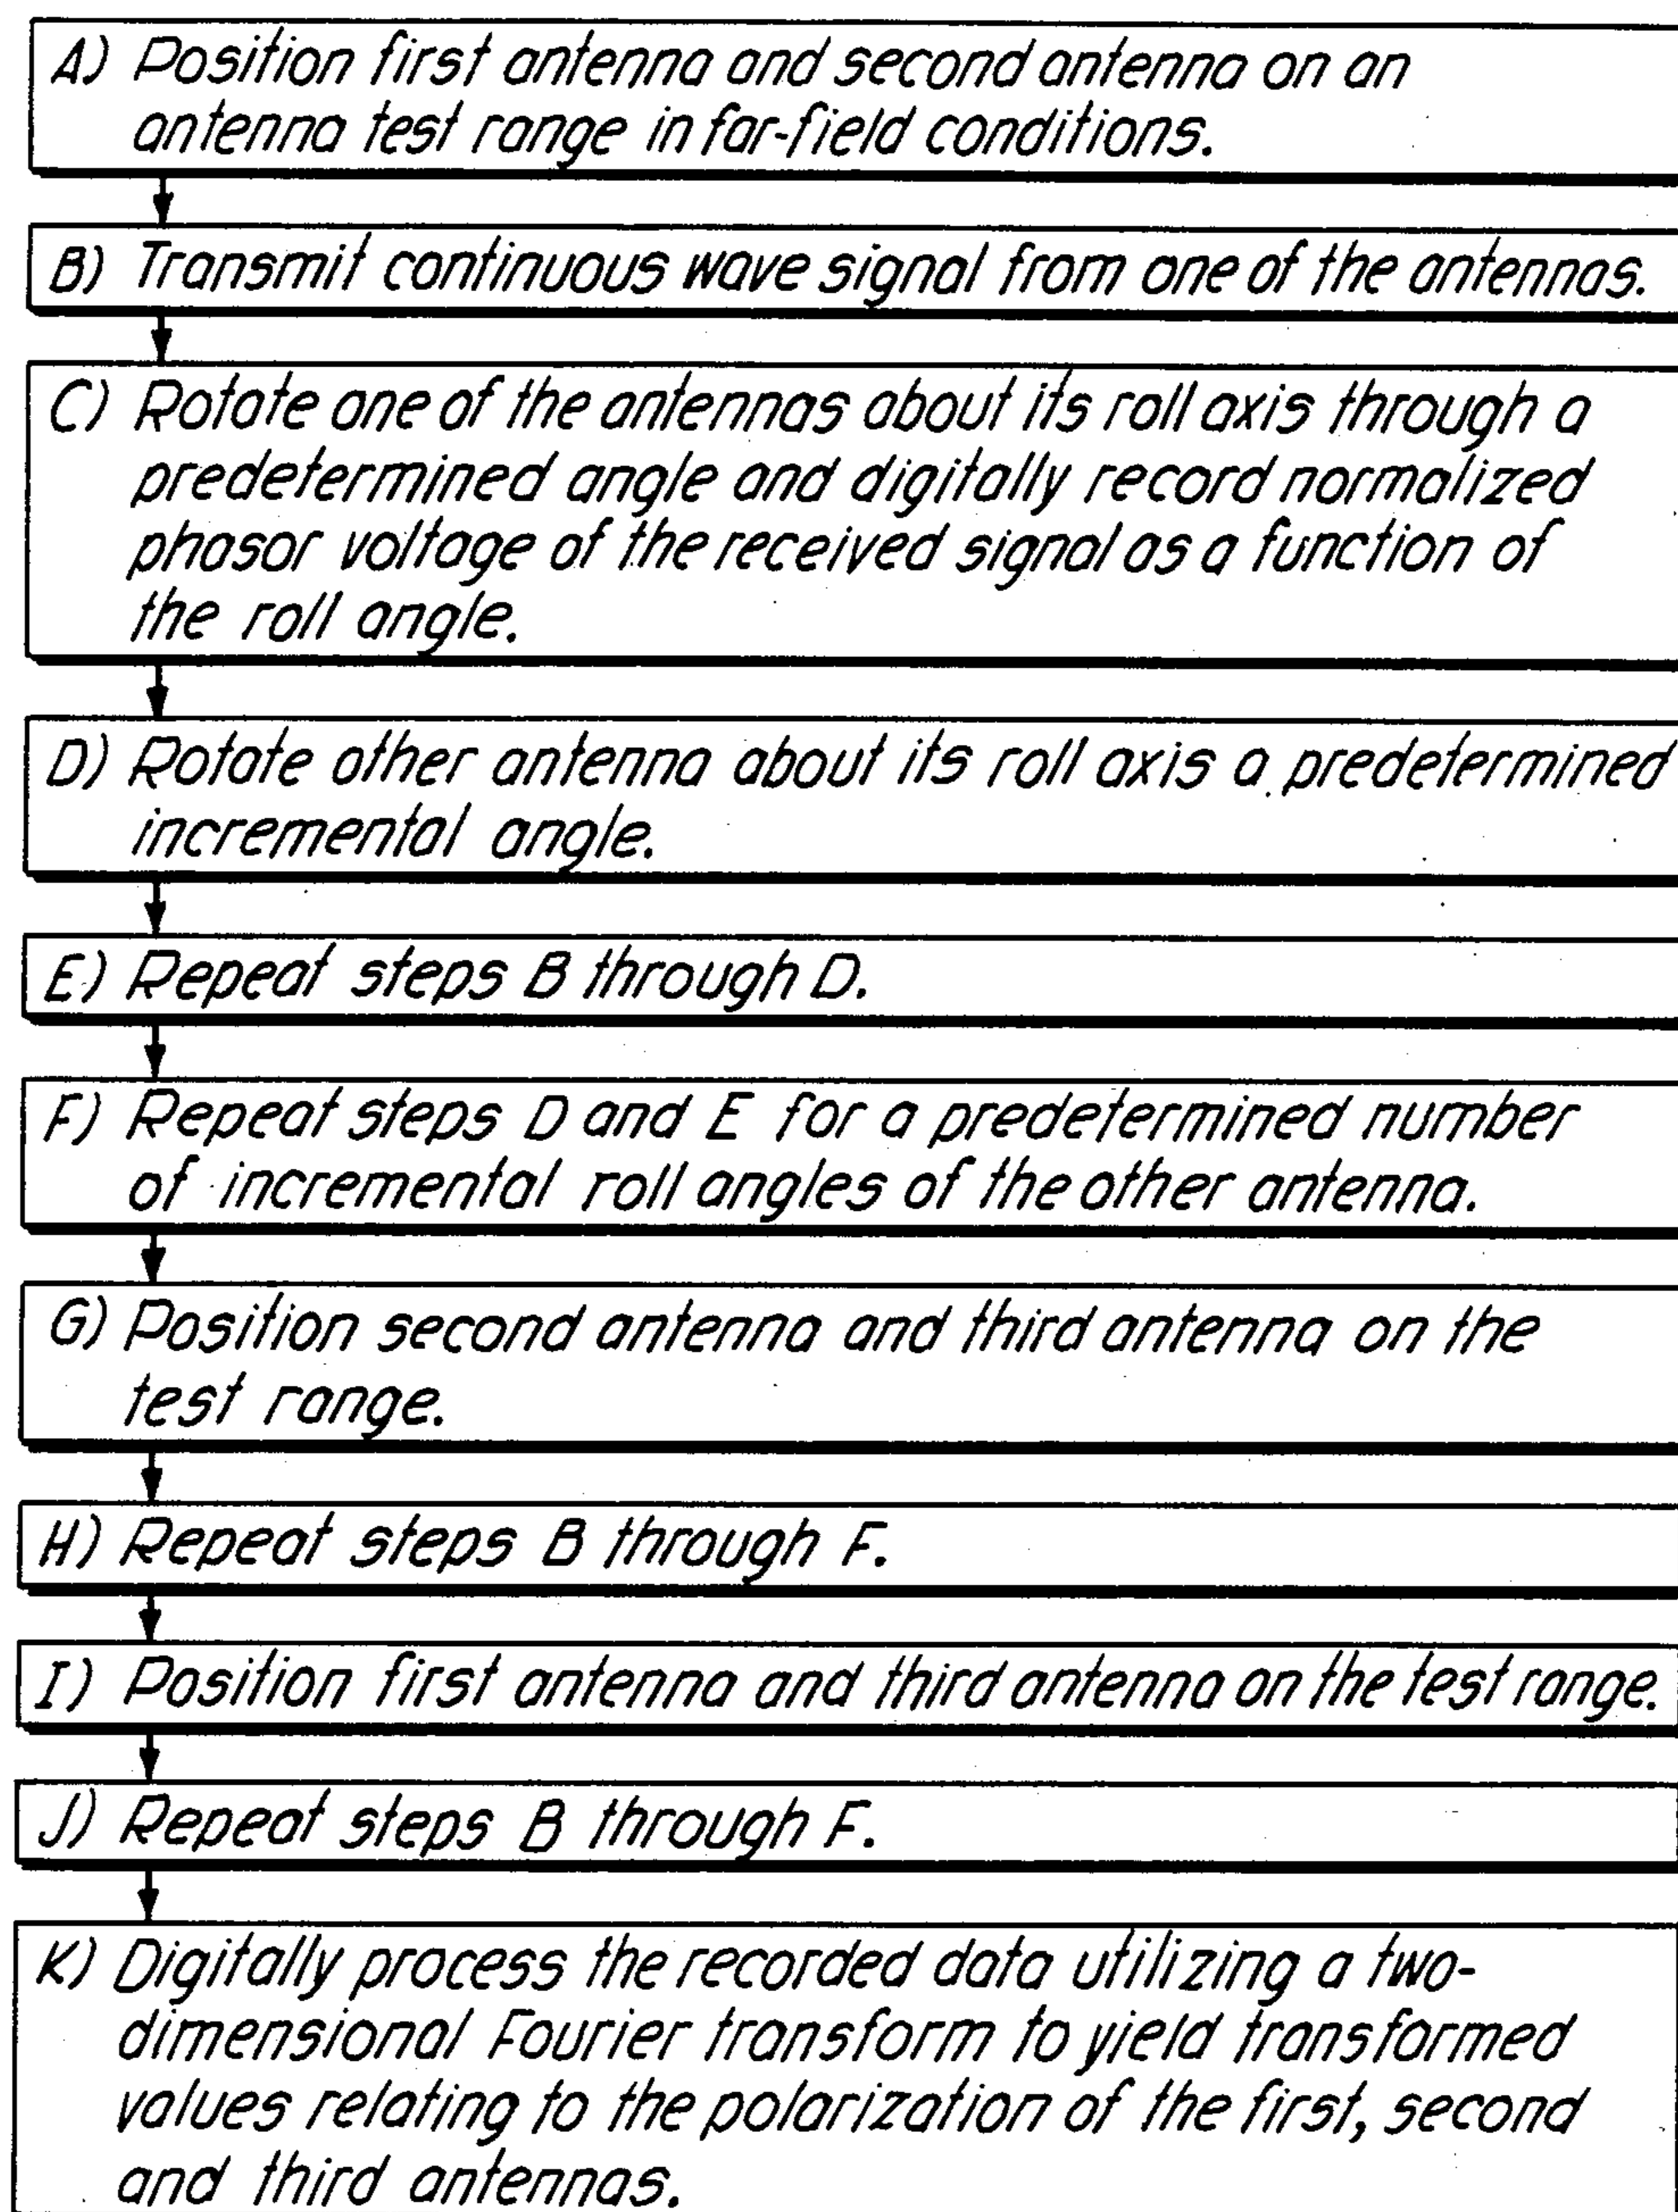 A) Position first antenna and second antenna on an
antenna test range in far-field conditions.
B) Transmit continuous wave signal from one of the antennas.
C) Rotate one of the antennas about its roll axis through a
predetermined angle and digitally record normalized
phasor voltage of the received signal as a function of
the roll angle.
D) Rotate other antenna about its roll axis a predetermined
incremental angle.
E) Repeat steps B through D.
F) Repeat steps D and E for a predetermined number
of incremental roll angles of the other antenna.
G) Position second antenna and third antenna on the
test range.
H) Repeat steps B through F.
I) Position first antenna and third antenna on the test range.
J) Repeat steps B through F.
K) Digitally process the recorded data utilizing a two-
dimensional Fourier transform to yield transformed
values relating to the polarization of the first, second
and third antennas.